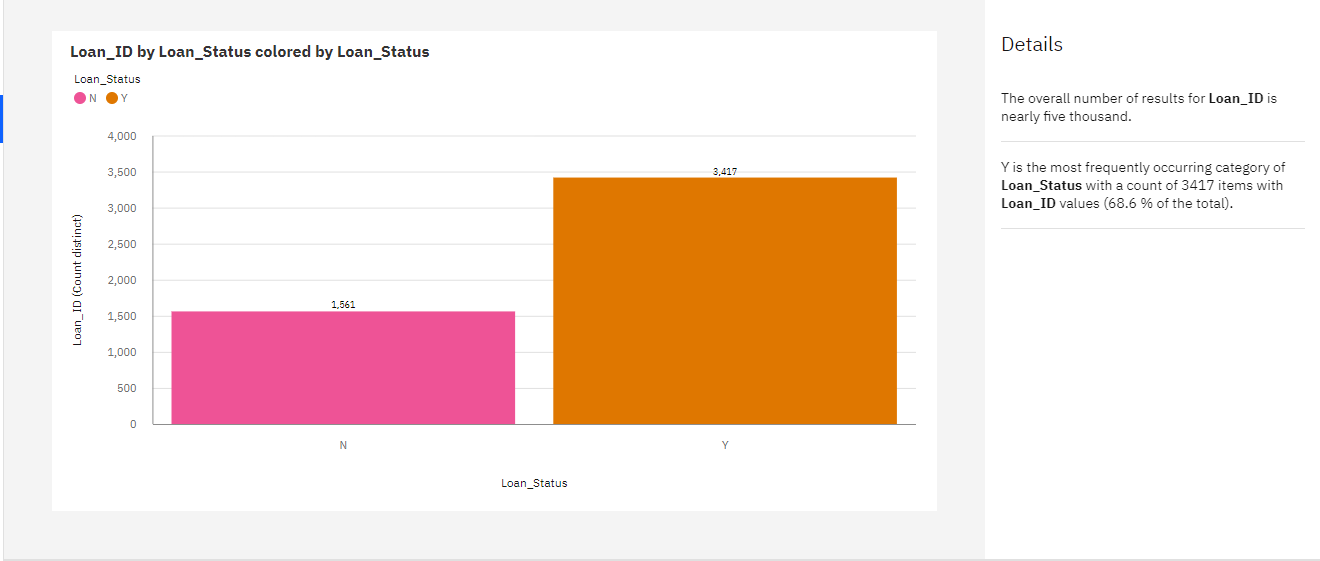 Loan_ID by Loan_Status colored by Loan_Status
Loan_Status
N Y
4,000
3,500
3,000
2,500
2,000
1,500
1,000
500
0
Loan_ID (Count distinct)
1,561
3,417
N
Y
Loan_Status
Details
The overall number of results for Loan_ID is
nearly five thousand.
Y is the most frequently occurring category of
Loan_Status with a count of 3417 items with
Loan_ID values (68.6 % of the total).